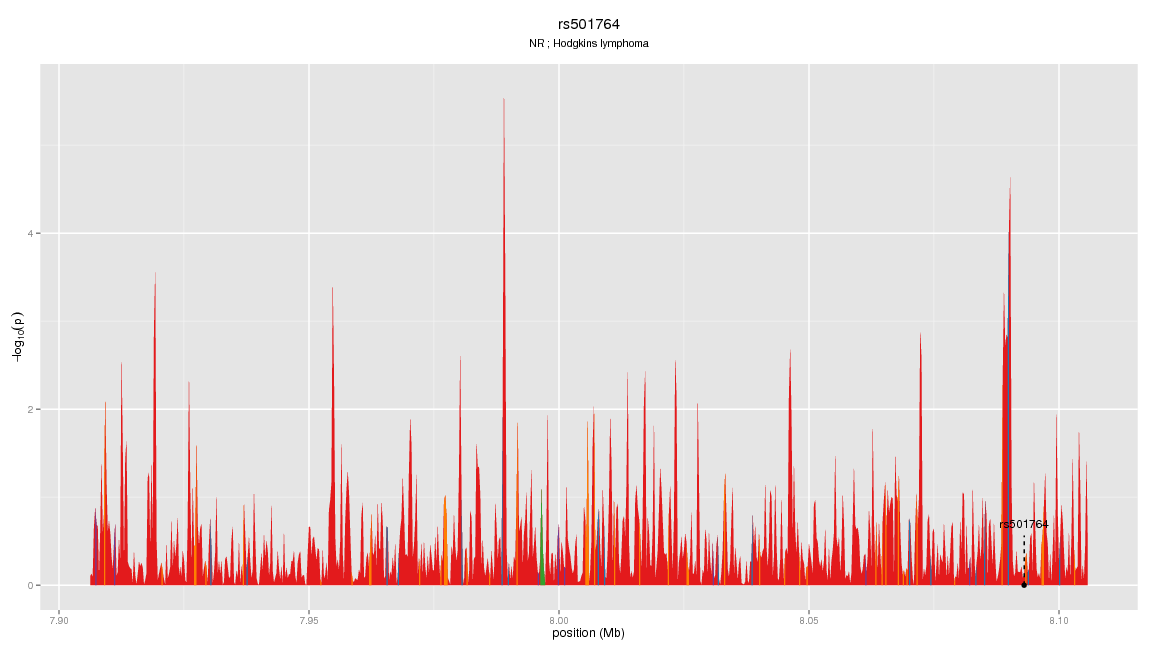 rs501764
NR ; Hodgkins lymphoma
−log10(p)
4
2
0
rs501764
7.90 7.95 8.00 8.05 8.10
position (Mb)